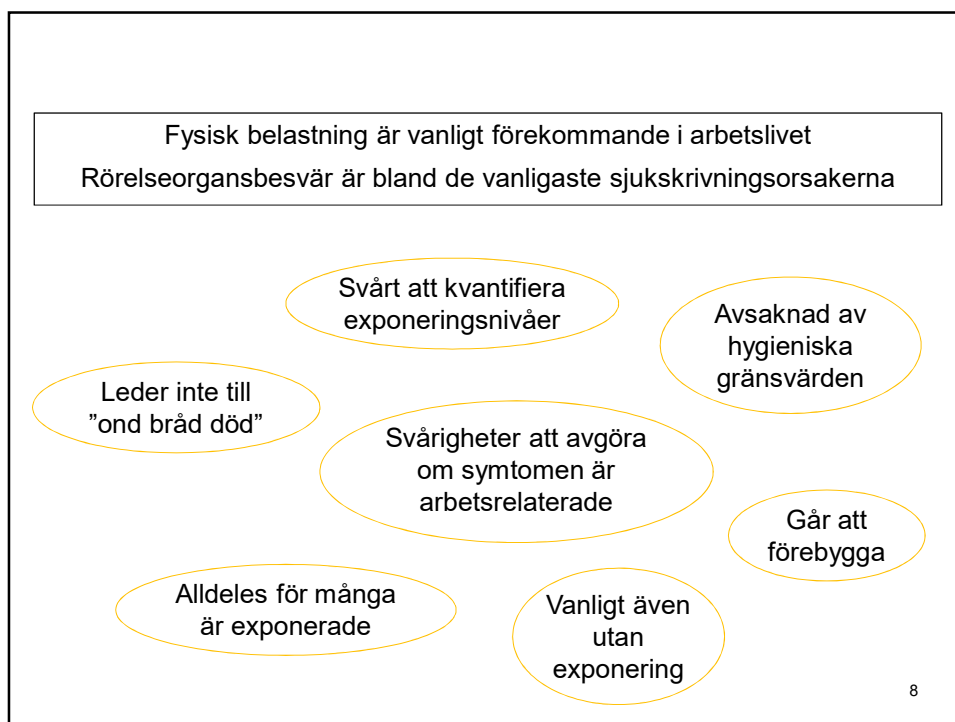 Fysisk belastning är vanligt förekommande i arbetslivet
Rörelseorgansbesvär är bland de vanligaste sjukskrivningsorsakerna
Svårt att kvantifiera
exponeringsnivåer
Avsaknad av
hygieniska
gränsvärden
Leder inte till
”ond bråd död”
Svårigheter att avgöra
om symtomen är
arbetsrelaterade
Går att
förebygga
Alldeles för många
är exponerade
Vanligt även
utan
exponering
8